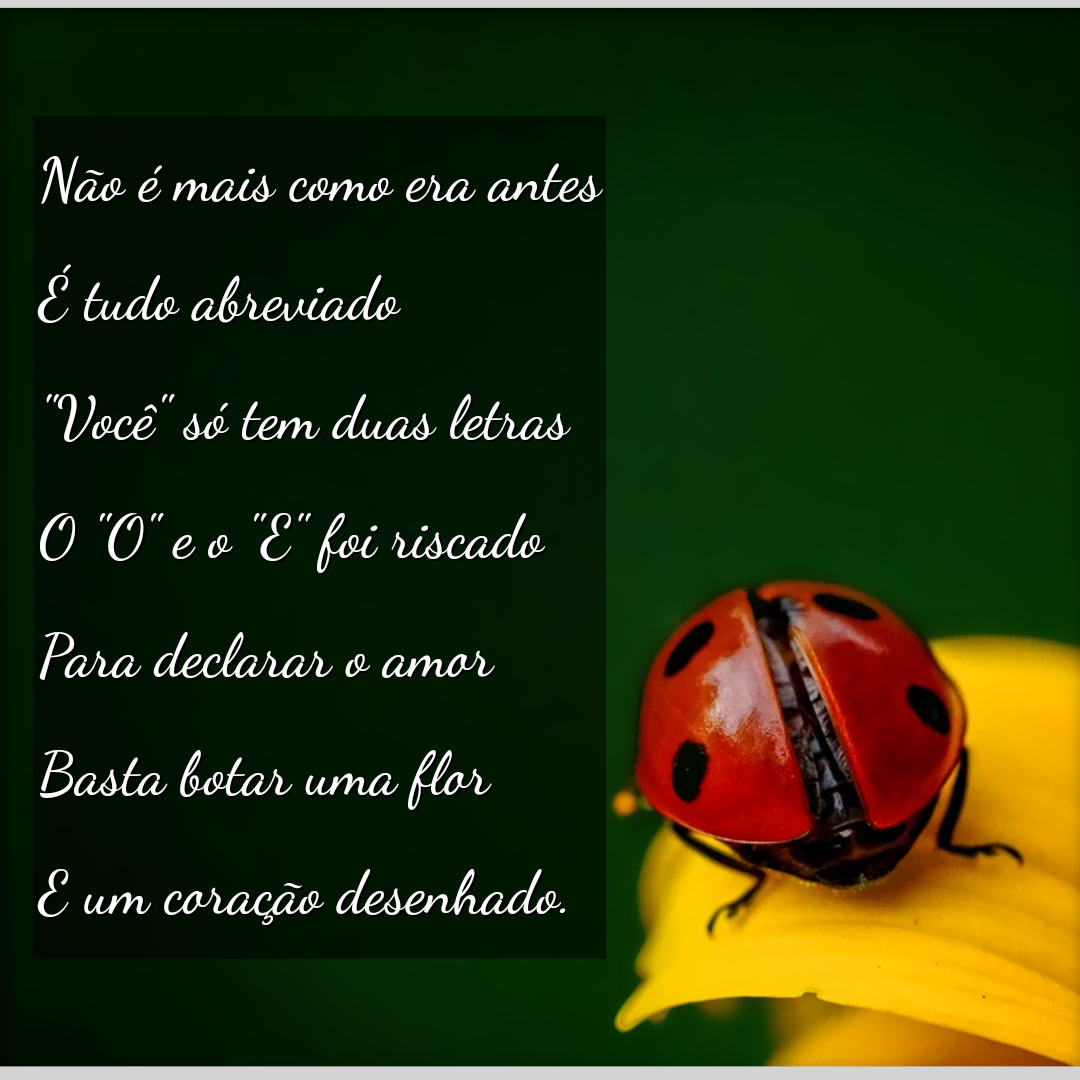 Não é mais como era antes
É tudo abreviado
"Você" só tem duas letras
O "O" e o "E" foi riscado
Para declarar o amor
Basta botar uma flor
E um coração desenhado.